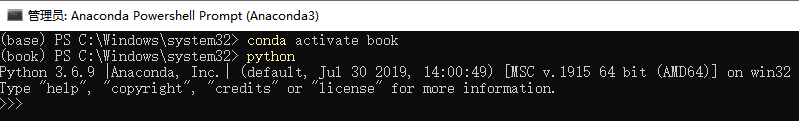 管理员: Anaconda Powershell Prompt (Anaconda3)
(base) PS C:\Windows\system32> conda activate book
(book) PS C:\Windows\system32> python
Python 3.6.9 |Anaconda, Inc.| (default, Jul 30 2019, 14:00:49) [MSC v.1915 64 bit (AMD64)] on win32
Type "help", "copyright", "credits" or "license" for more information.
>>>